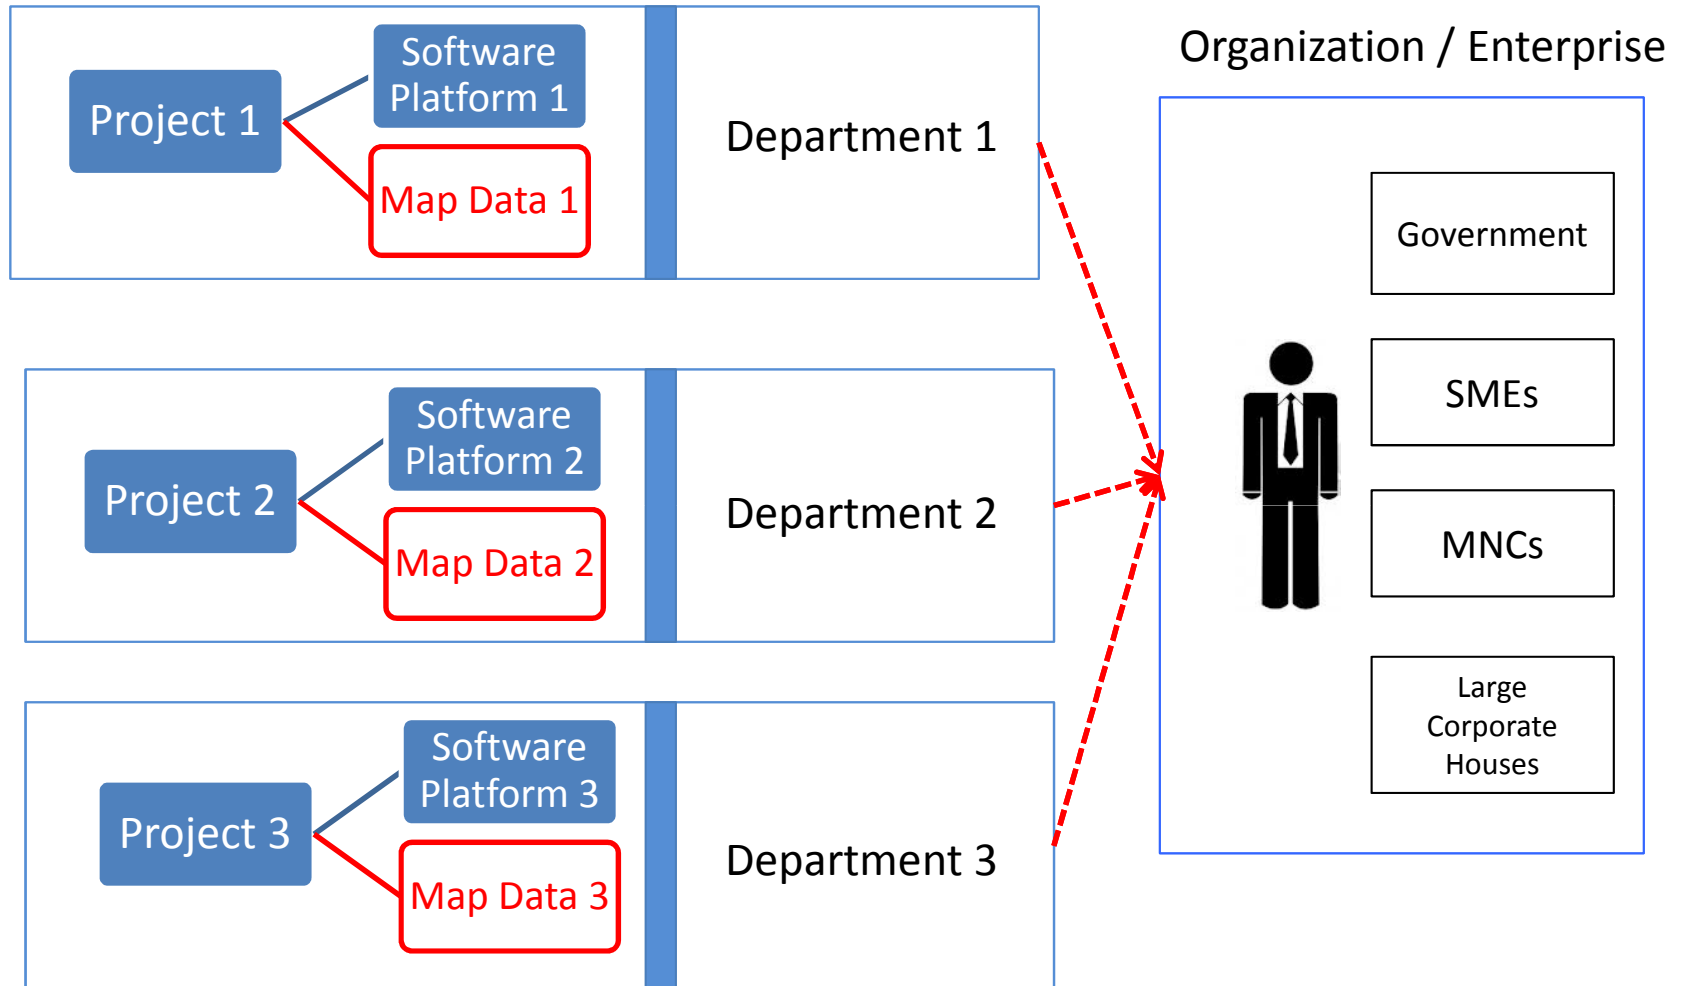 Organization / Enterprise
Project 1
Software
Platform 1
Map Data 1
Department 1
Project 2
Software
Platform 2
Map Data 2
Department 2
Project 3
Software
Platform 3
Map Data 3
Department 3
Government
SMEs
MNCs
Large
Corporate
Houses